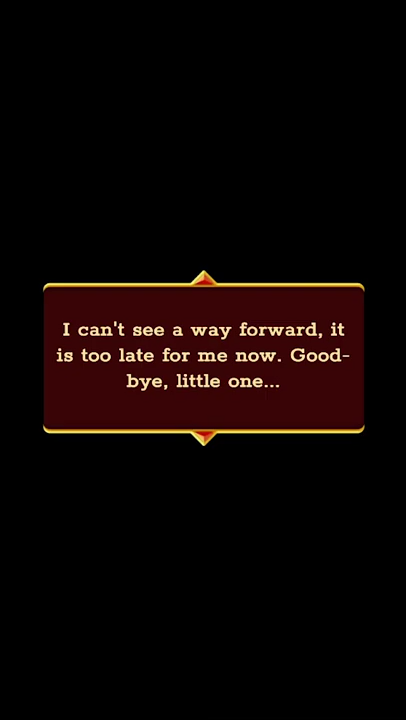 I can't see a way forward, it
is too late for me now. Good-
bye, little one...